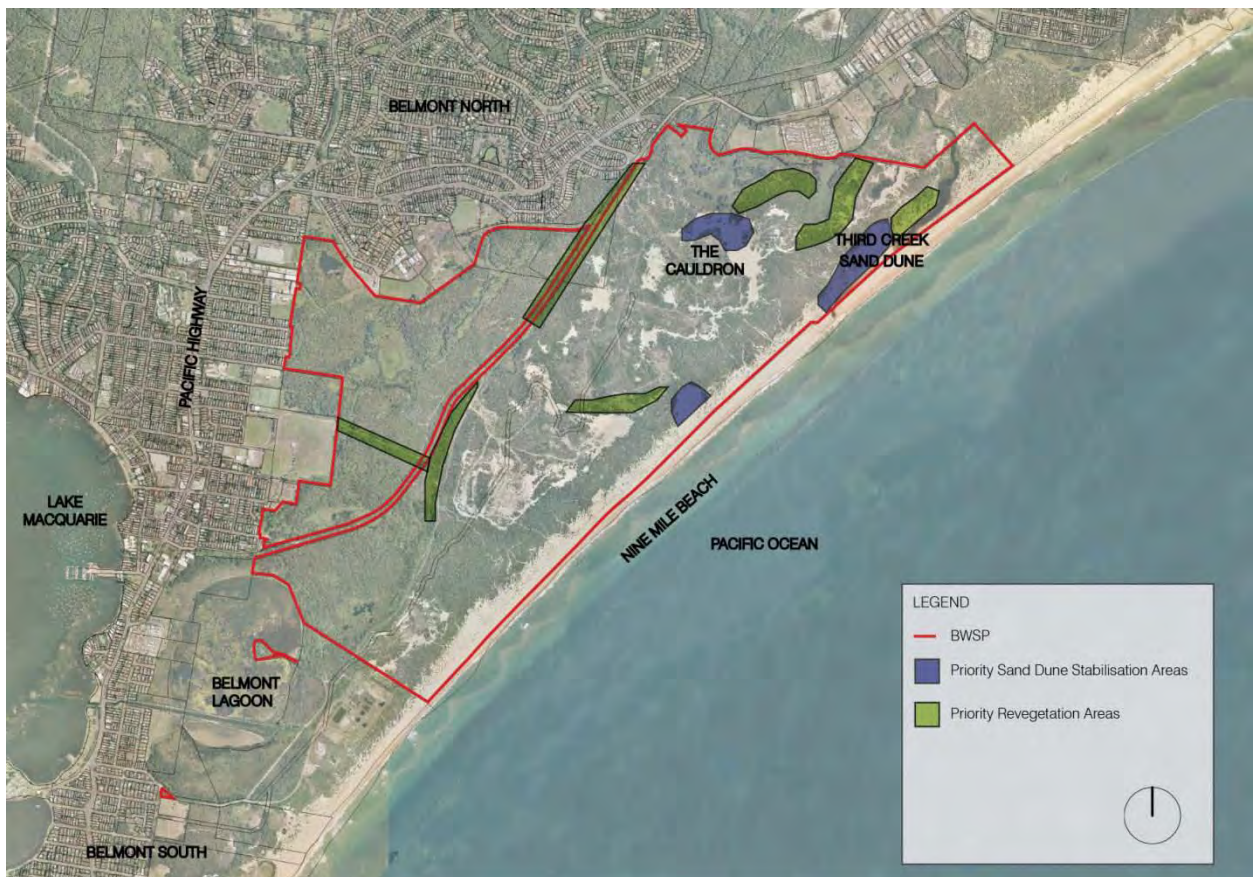 BELMONT NORTH
THE
CAULDRON
THIRD CREEK
SAND DUNE
PACIFIC HIGHWAY
LAKE
MACQUARIE
NINE MILE BEACH
PACIFIC OCEAN
BELMONT
LAGOON
BELMONT SOUTH
LEGEND
BWSP
Priority Sand Dune Stabilisation Areas
Priority Revegetation Areas